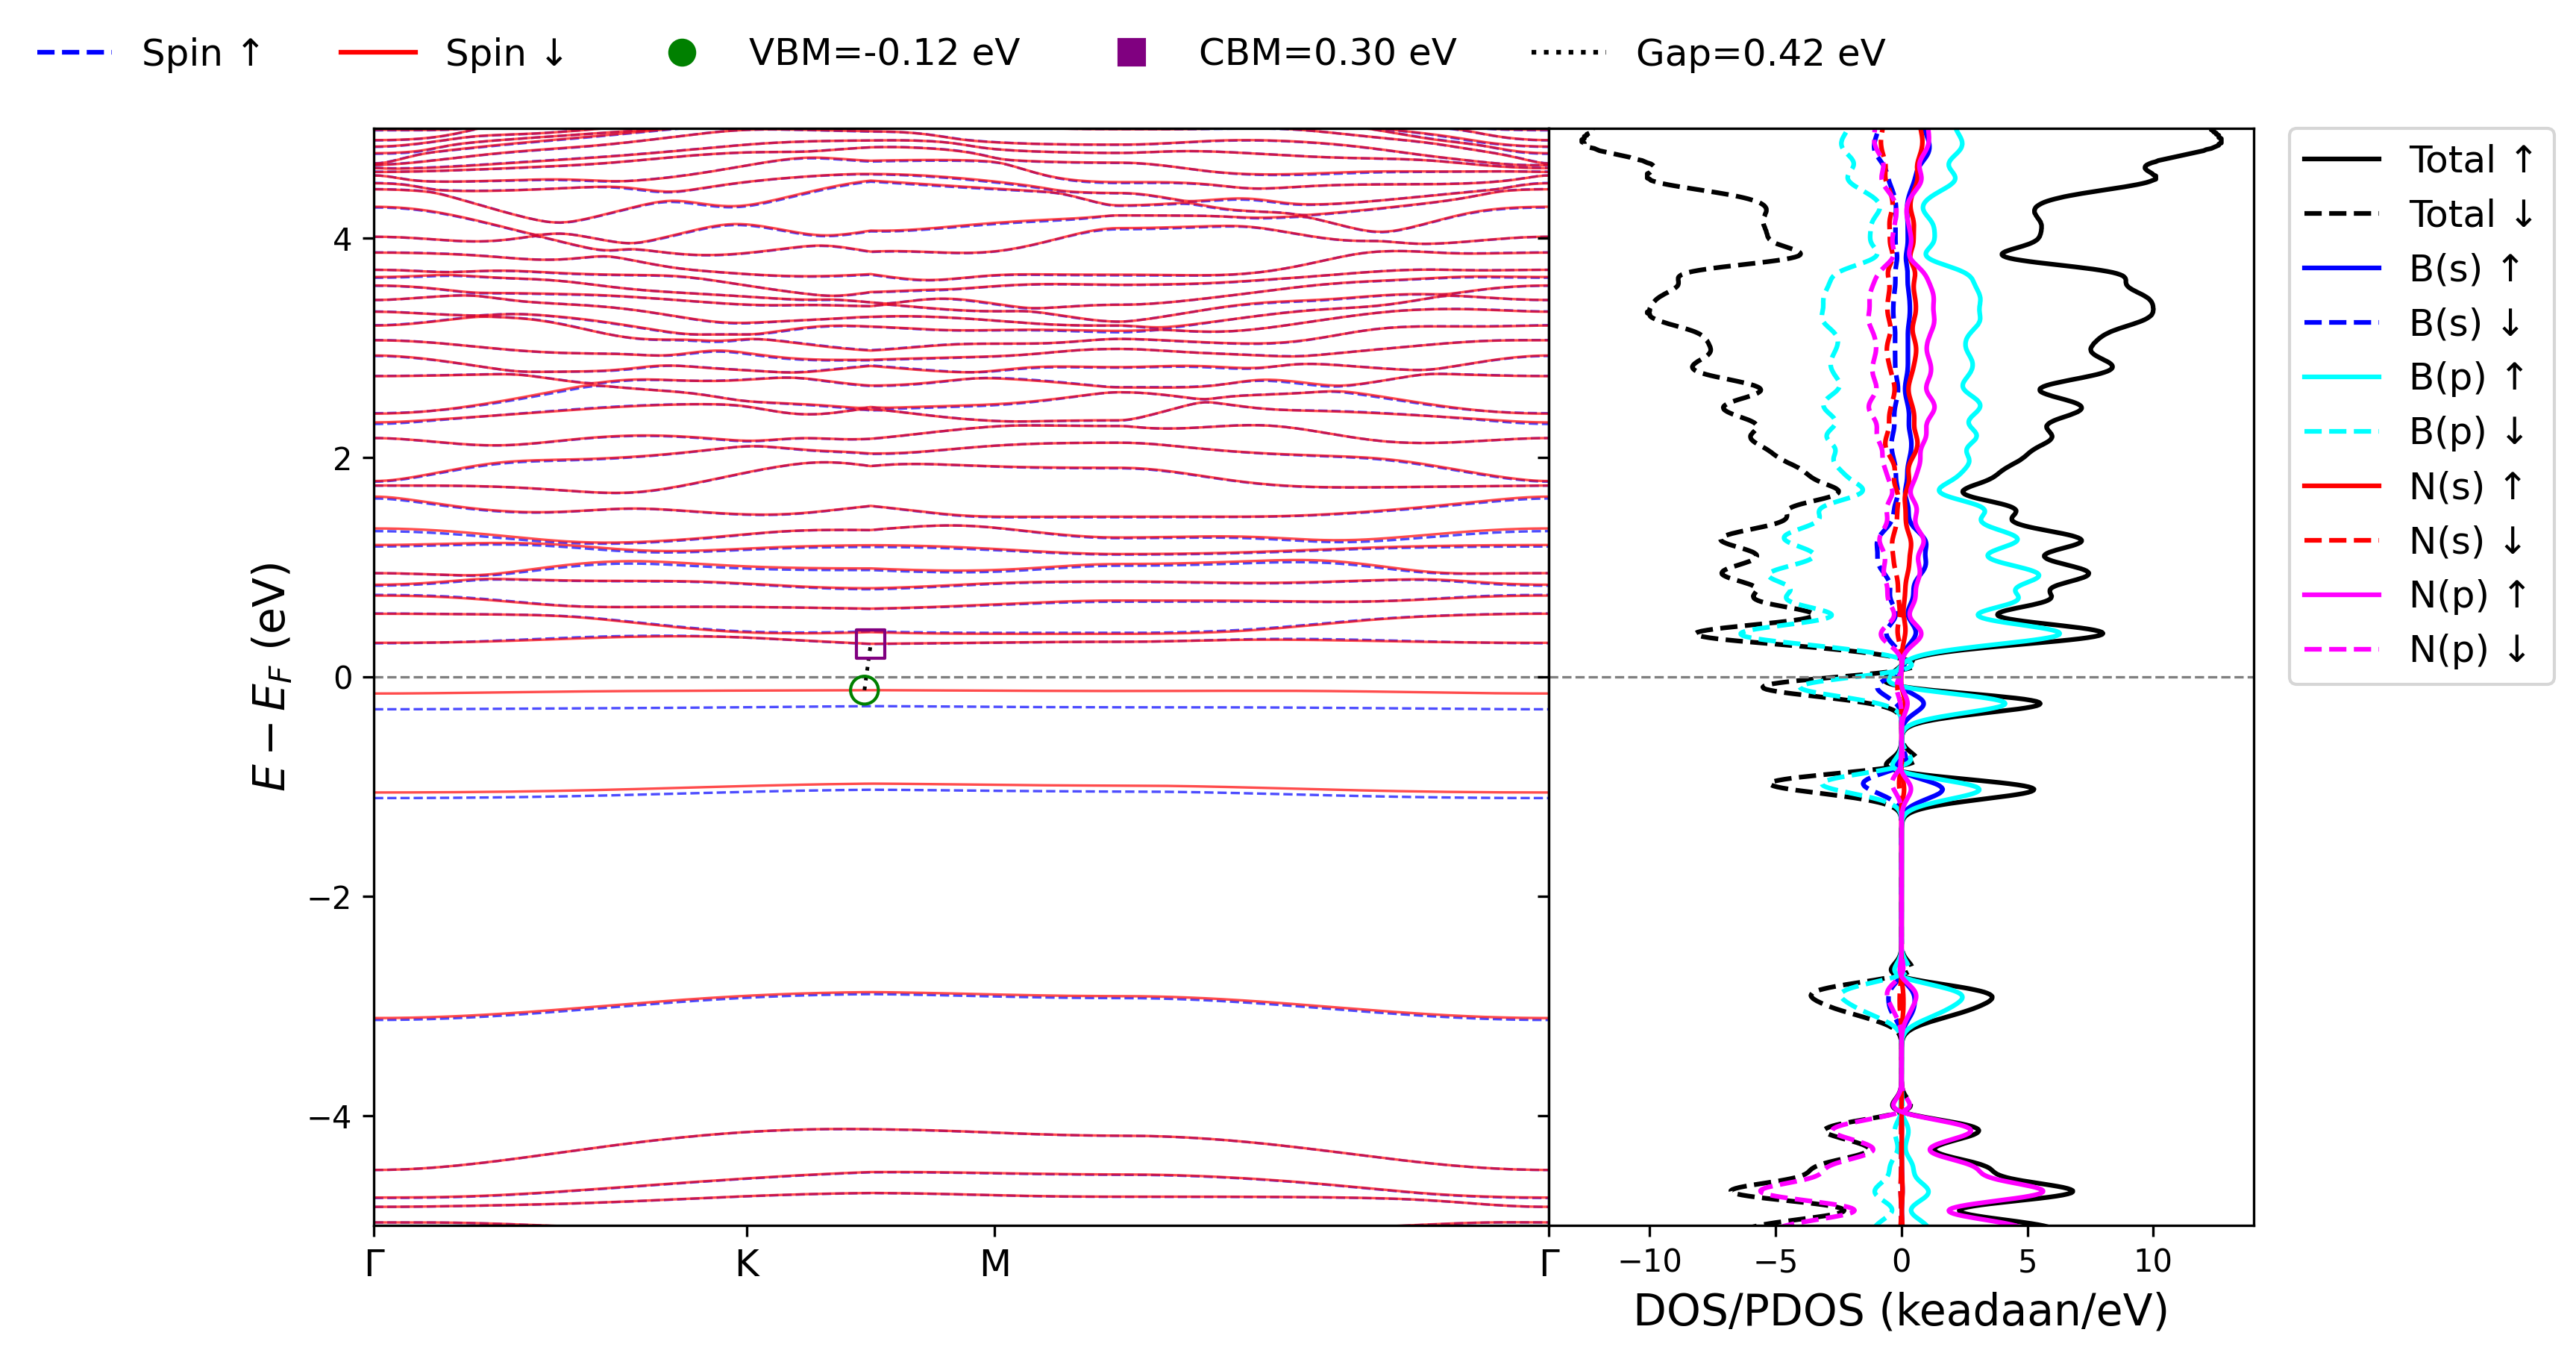 Spin ↑ Spin ↓ VBM=-0.12 eV CBM=0.30 eV Gap=0.42 eV
E − E_F (eV)
4
2
0
−2
−4
Γ K M Γ
−10 −5 0 5 10
DOS/PDOS (keadaan/eV)
Total ↑
Total ↓
B(s) ↑
B(s) ↓
B(p) ↑
B(p) ↓
N(s) ↑
N(s) ↓
N(p) ↑
N(p) ↓